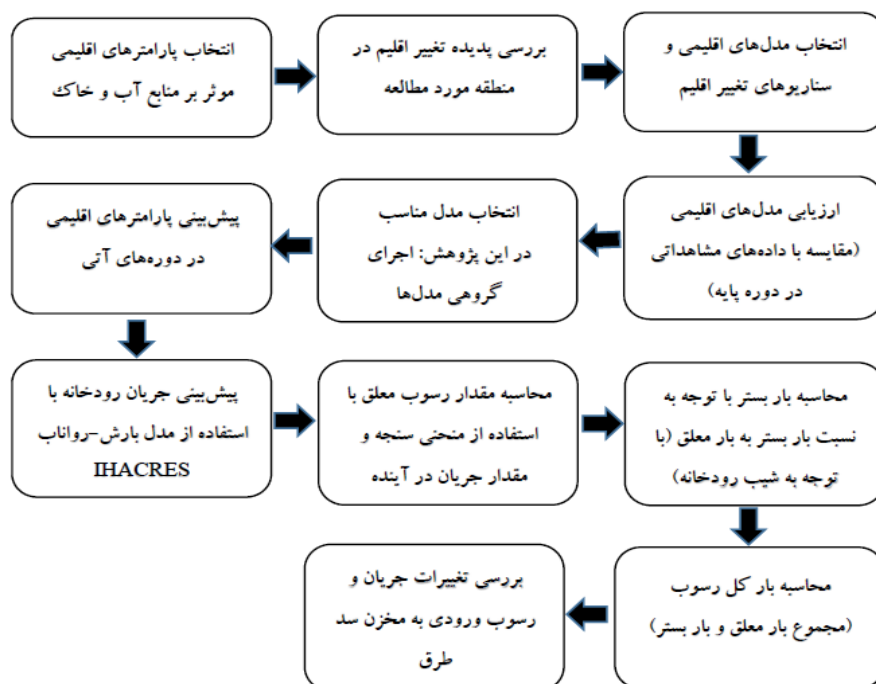 انتخاب پارامترهای اقلیمی
موثر بر منابع آب و خاک
بررسی پدیده تغییر اقلیم در
منطقه مورد مطالعه
انتخاب مدل‌های اقلیمی و
سناریوهای تغییر اقلیم
ارزیابی مدل‌های اقلیمی
(مقایسه با داده‌های مشاهداتی
در دوره پایه)
انتخاب مدل مناسب
در این پژوهش: اجرای
گروهی مدل‌ها
پیش‌بینی پارامترهای اقلیمی
در دوره‌های آتی
پیش‌بینی جریان رودخانه با
استفاده از مدل بارش-رواناب
IHACRES
محاسبه مقدار رسوب معلق با
استفاده از منحنی سنجه و
مقدار جریان در آینده
محاسبه بار بستر با توجه به
نسبت بار بستر به بار معلق (با
توجه به شیب رودخانه)
محاسبه بار کل رسوب
(مجموع بار معلق و بار بستر)
بررسی تغییرات جریان و
رسوب ورودی به مخزن سد
طرق